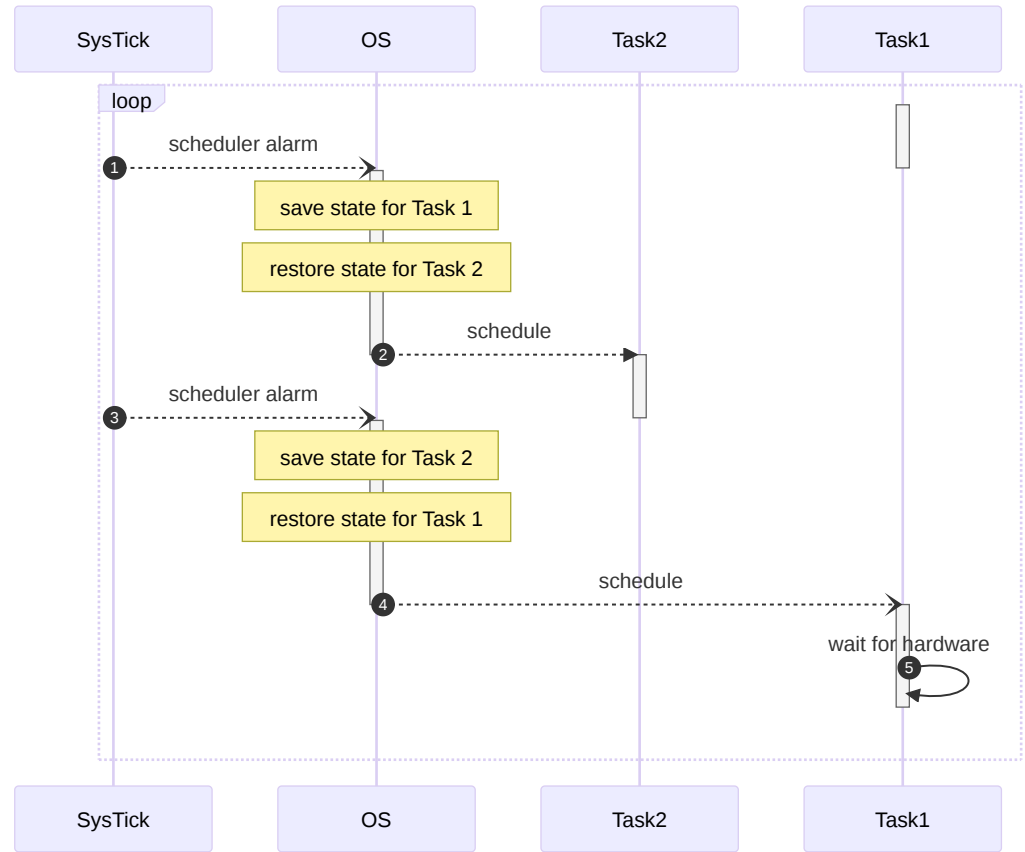 SysTick
OS
Task2
Task1
loop
scheduler alarm
1
save state for Task 1
restore state for Task 2
schedule
2
scheduler alarm
3
save state for Task 2
restore state for Task 1
schedule
4
wait for hardware
5
SysTick
OS
Task2
Task1